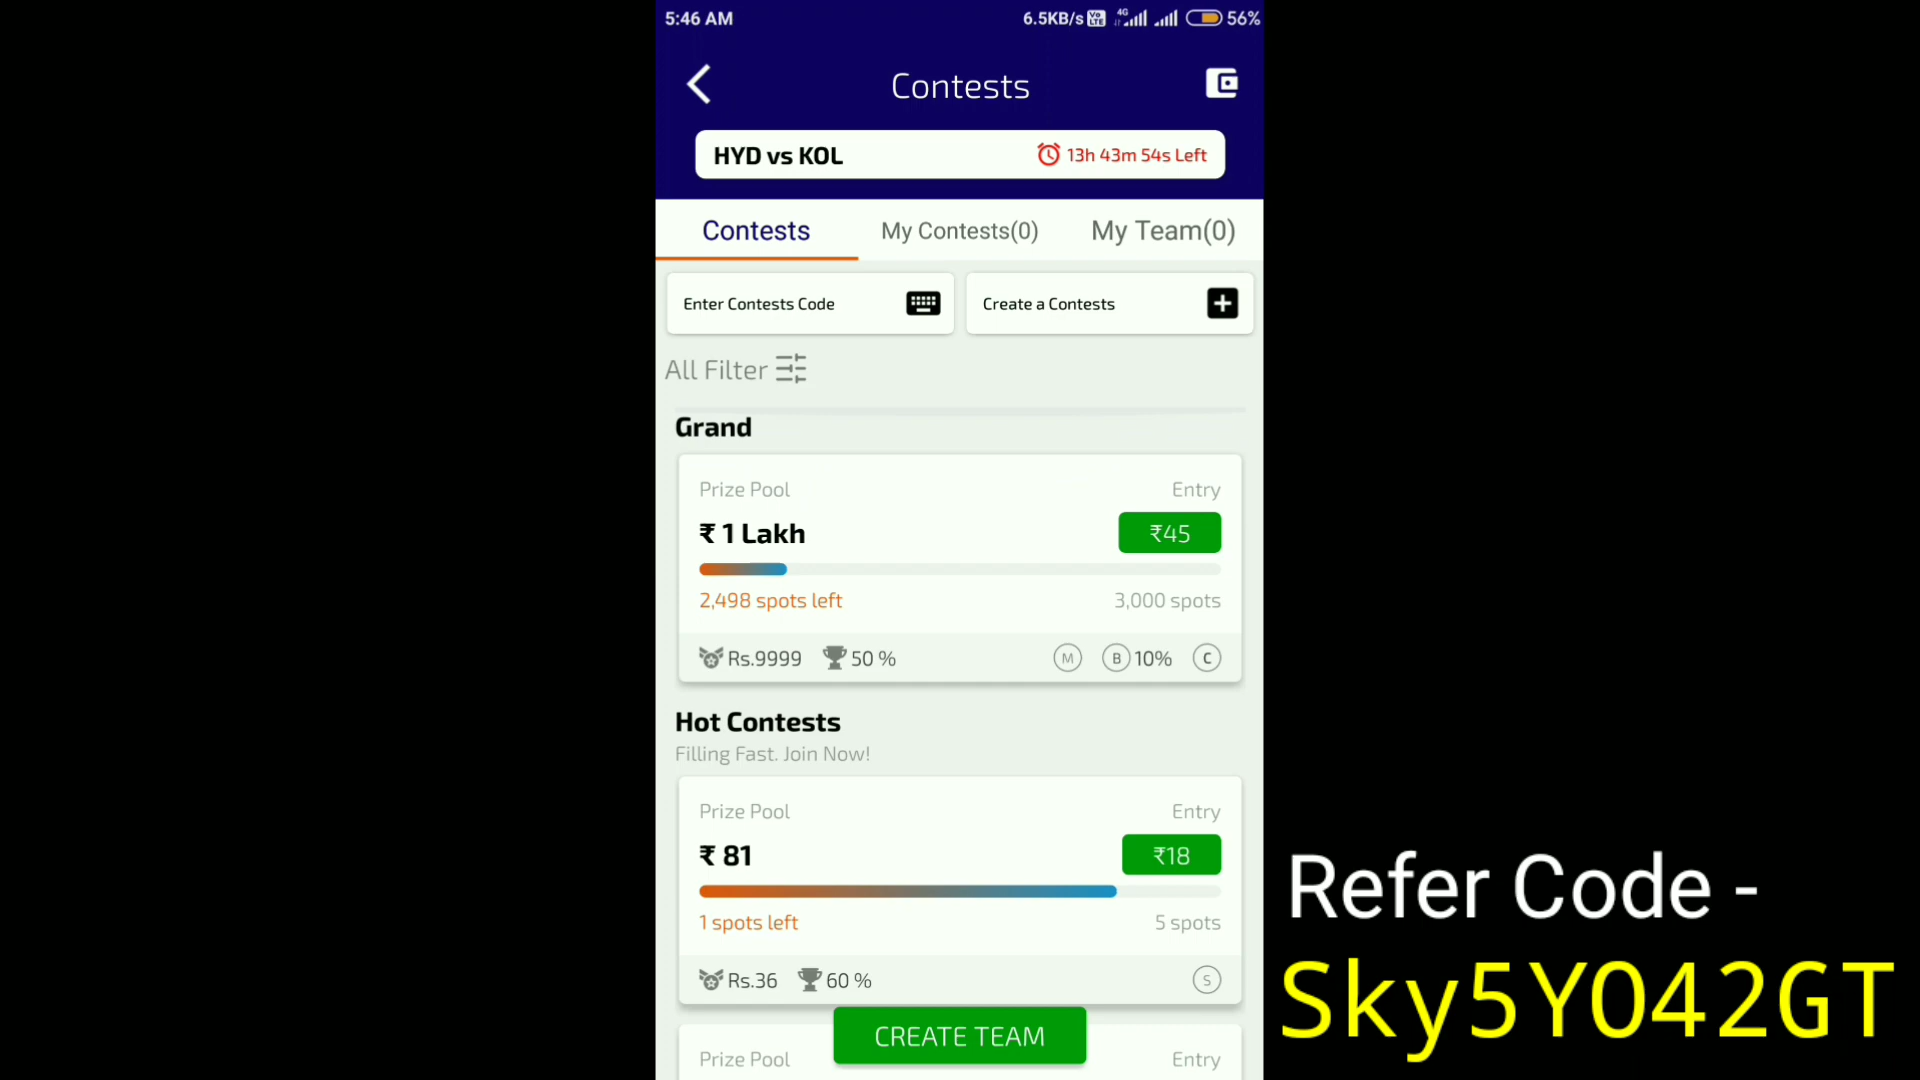 5:46 AM 6.5KB/s Vo LTE 4G 56%
Contests
HYD vs KOL 13h 43m 54s Left
Contests My Contests(0) My Team(0)
Enter Contests Code Create a Contests
All Filter
Grand
Prize Pool Entry
₹ 1 Lakh ₹45
2,498 spots left 3,000 spots
Rs.9999 50 % M B 10% C
Hot Contests
Filling Fast. Join Now!
Prize Pool Entry
₹ 81 ₹18
1 spots left 5 spots
Rs.36 60 % S
CREATE TEAM
Prize Pool Entry
Refer Code -
Sky5Y042GT